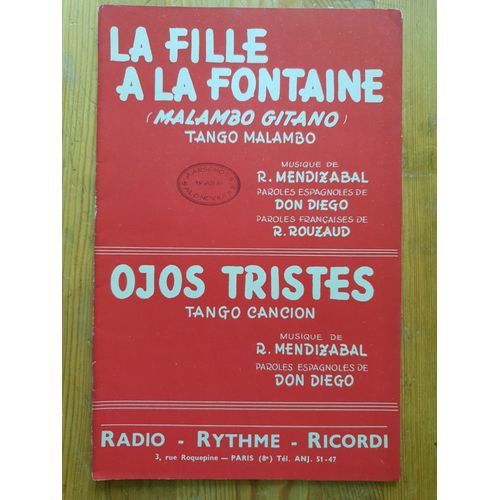 LA FILLE
A LA FONTAINE
(MALAMBO GITANO)
TANGO MALAMBO
MUSIQUE DE
R. MENDIZABAL
PAROLES ESPAGNOLES DE
DON DIEGO
PAROLES FRANÇAISES DE
R. ROUZAUD
OJOS TRISTES
TANGO CANCION
MUSIQUE DE
R. MENDIZABAL
PAROLES ESPAGNOLES DE
DON DIEGO
RADIO - RYTHME - RICORDI
3, rue Roquepine — PARIS (8e) Tél. ANJ. 51-47